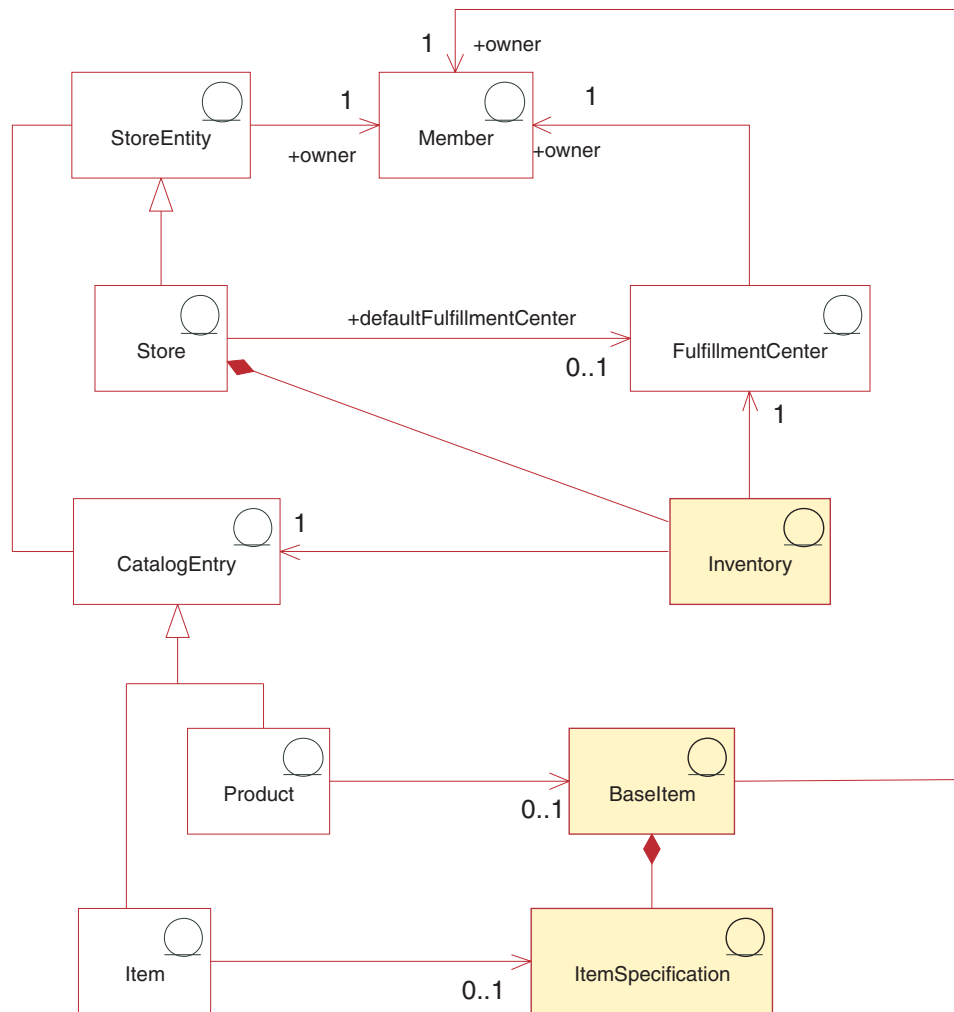 1
+owner
StoreEntity
1
+owner
Member
1
+owner
Store
+defaultFulfillmentCenter
0..1
FulfillmentCenter
1
CatalogEntry
1
Inventory
Product
0..1
BaseItem
Item
0..1
ItemSpecification